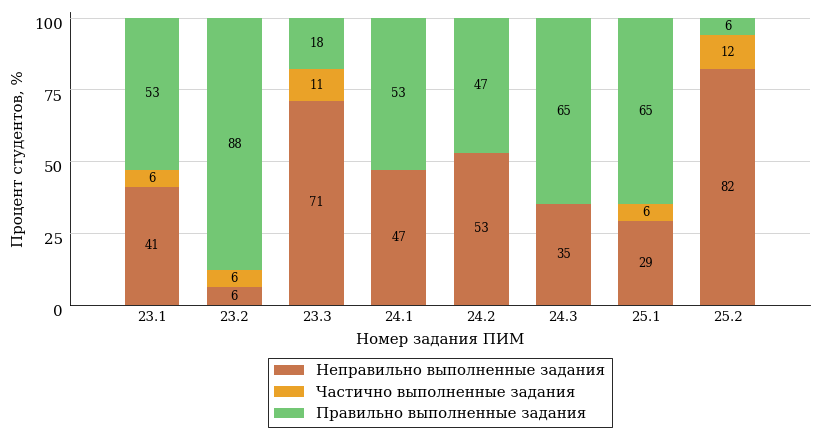 Процент студентов, %
100
75
50
25
0
53 88 18 53 47 65 65 6
6 6 11 6 12
41 6 71 47 53 35 29 82
23.1 23.2 23.3 24.1 24.2 24.3 25.1 25.2
Номер задания ПИМ
Неправильно выполненные задания
Частично выполненные задания
Правильно выполненные задания